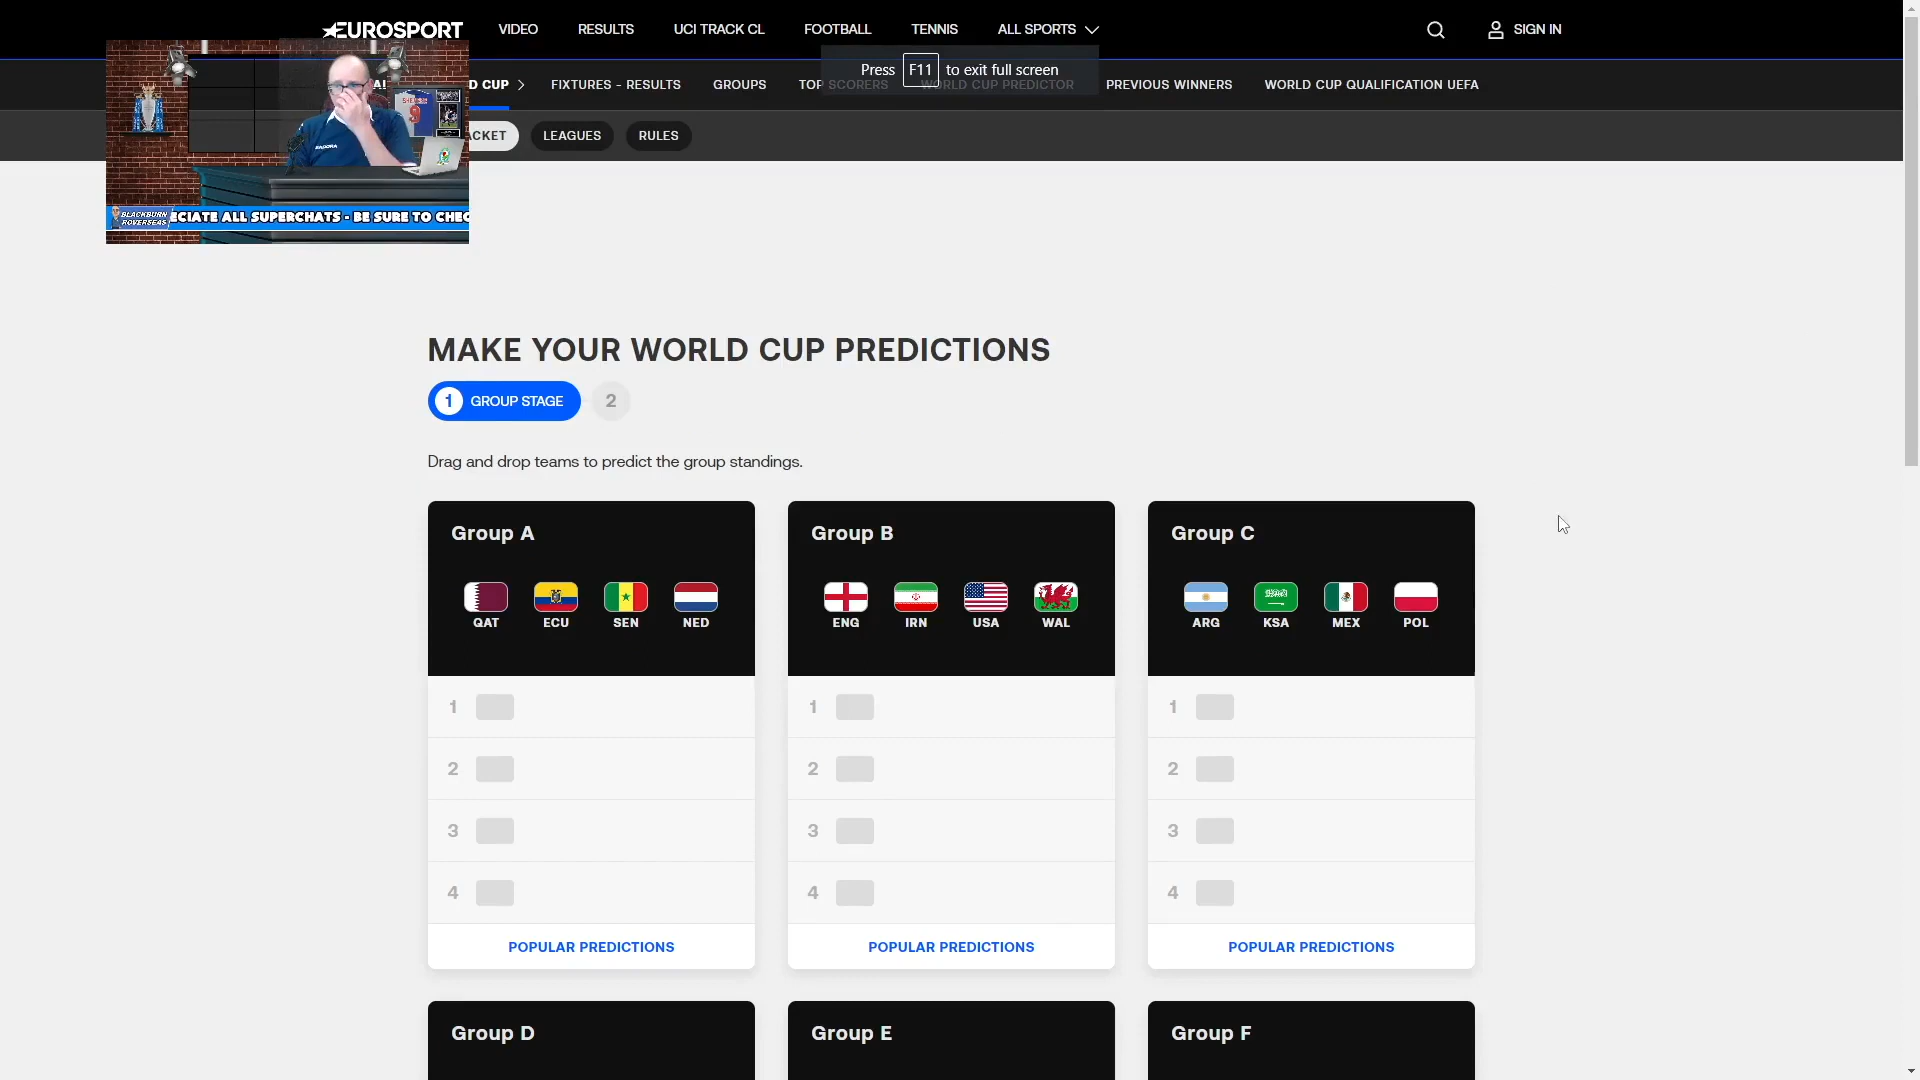 EUROSPORT
VIDEO
RESULTS
UCI TRACK CL
FOOTBALL
TENNIS
ALL SPORTS
SIGN IN
Press F11 to exit full screen
D CUP
FIXTURES - RESULTS
GROUPS
TOP SCORERS
WORLD CUP PREDICTOR
PREVIOUS WINNERS
WORLD CUP QUALIFICATION UEFA
ACKET
LEAGUES
RULES
9
DIADORA
BLACKBURN
ROVERSEAS
ECIATE ALL SUPERCHATS - BE SURE TO CHEC
MAKE YOUR WORLD CUP PREDICTIONS
1 GROUP STAGE
2
Drag and drop teams to predict the group standings.
Group A
QAT
ECU
SEN
NED
1
2
3
4
POPULAR PREDICTIONS
Group B
ENG
IRN
USA
WAL
1
2
3
4
POPULAR PREDICTIONS
Group C
ARG
KSA
MEX
POL
1
2
3
4
POPULAR PREDICTIONS
Group D
Group E
Group F